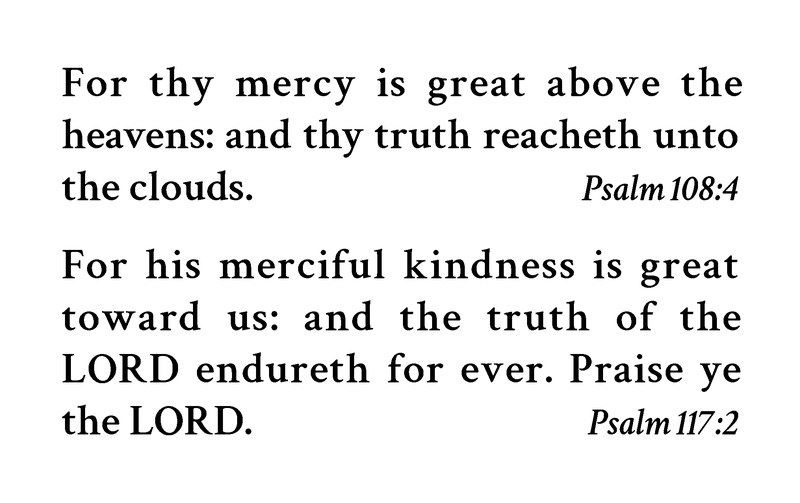 For thy mercy is great above the
heavens: and thy truth reacheth unto
the clouds. Psalm 108:4
For his merciful kindness is great
toward us: and the truth of the
LORD endureth for ever. Praise ye
the LORD. Psalm 117:2